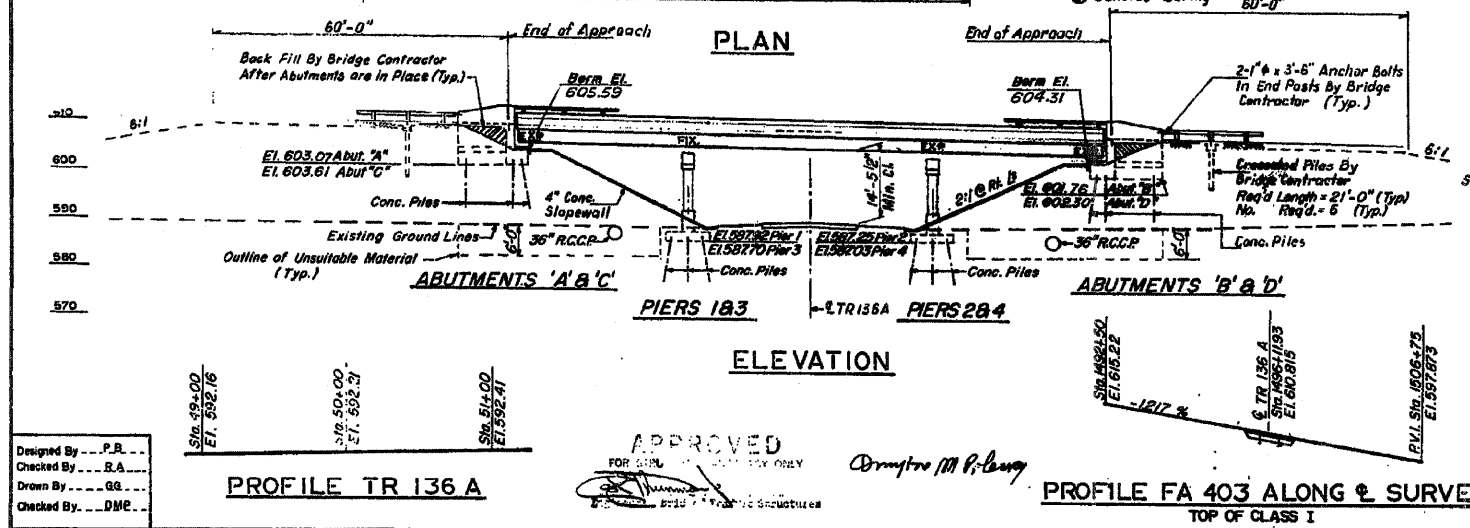 60'-0"
End of Approach
PLAN
End of Approach
60'-0"
Back Fill By Bridge Contractor
After Abutments are in Place (Typ.)
Berm El.
605.59
Berm El.
604.31
2-1"ϕ x 3'-6" Anchor Bolts
In End Posts By Bridge
Contractor (Typ.)
610
6:1
EXP.
FIX.
EXP.
6:1
600
El. 603.07 Abut. "A"
El. 603.61 Abut "C"
14'-5 1/2"
Min. Cl.
2:1 @ Rt. L's
El. 601.76 Abut. "B"
El. 602.30 Abut. "D"
Creosoted Piles By
Bridge Contractor
Req'd Length = 21'-0" (Typ)
No. Req'd. = 6 (Typ.)
Conc. Piles
4" Conc.
Slopewall
590
Existing Ground Lines
6'-0"
36" R.C.C.P.
El.587.92 Pier 1
El.587.70 Pier 3
El.587.25 Pier 2
El.587.03 Pier 4
36" R.C.C.P.
6'-0"
Conc. Piles
580
Outline of Unsuitable Material
(Typ.)
Conc. Piles
Conc. Piles
ABUTMENTS 'A' & 'C'
ABUTMENTS 'B' & 'D'
570
PIERS 1&3
℄ TR 136A
PIERS 2&4
ELEVATION
Sta. 49+00
El. 592.16
Sta. 50+00
El. 592.21
Sta. 51+00
El. 592.41
Sta. 1492+50
El. 615.22
℄ TR 136 A
Sta. 1496+11.93
El. 610.815
P.V.I. Sta. 1506+75
El. 597.873
-1.217 %
Designed By P.B.
Checked By R.A.
Drawn By GG
Checked By DMP
PROFILE TR 136 A
APPROVED
FOR ONLY
Structures
PROFILE FA 403 ALONG ℄ SURVE
TOP OF CLASS I